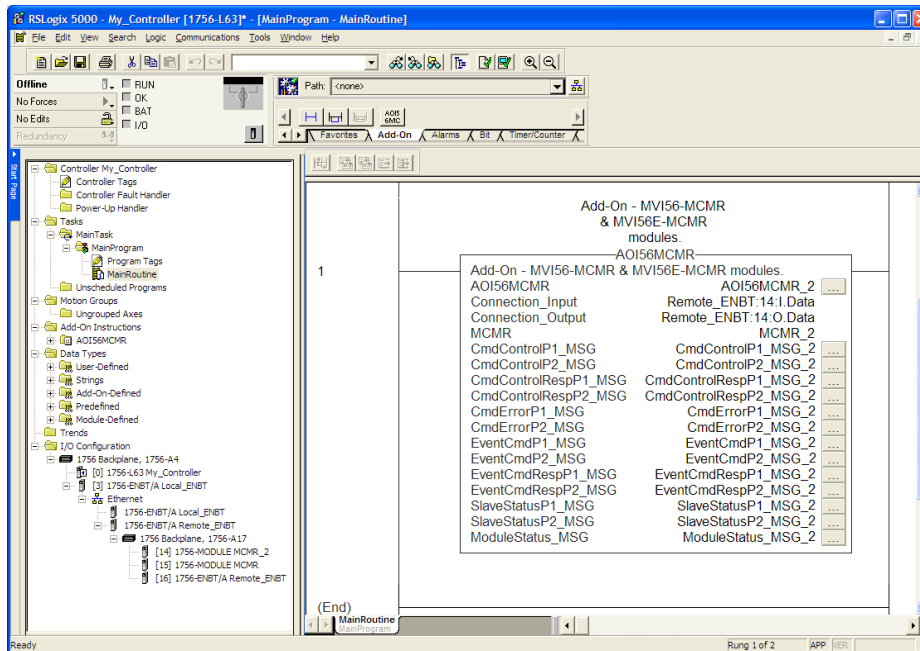 RSLogix 5000 - My_Controller [1756-L63]* - [MainProgram - MainRoutine]
File Edit View Search Logic Communications Tools Window Help
Offline
RUN
No Forces
OK
BAT
No Edits
I/O
Redundancy
Path: <none>
AOI5
6MC
Favorites Add-On Alarms Bit Timer/Counter
Start Page
Controller My_Controller
Controller Tags
Controller Fault Handler
Power-Up Handler
Tasks
MainTask
MainProgram
Program Tags
MainRoutine
Unscheduled Programs
Motion Groups
Ungrouped Axes
Add-On Instructions
AOI56MCMR
Data Types
User-Defined
Strings
Add-On-Defined
Predefined
Module-Defined
Trends
I/O Configuration
1756 Backplane, 1756-A4
[0] 1756-L63 My_Controller
[3] 1756-ENBT/A Local_ENBT
Ethernet
1756-ENBT/A Local_ENBT
1756-ENBT/A Remote_ENBT
1756 Backplane, 1756-A17
[14] 1756-MODULE MCMR_2
[15] 1756-MODULE MCMR
[16] 1756-ENBT/A Remote_ENBT
Add-On - MVI56-MCMR
& MVI56E-MCMR
modules.
AOI56MCMR
1
Add-On - MVI56-MCMR & MVI56E-MCMR modules.
AOI56MCMR AOI56MCMR_2 ...
Connection_Input Remote_ENBT:14:I.Data
Connection_Output Remote_ENBT:14:O.Data
MCMR MCMR_2
CmdControlP1_MSG CmdControlP1_MSG_2 ...
CmdControlP2_MSG CmdControlP2_MSG_2 ...
CmdControlRespP1_MSG CmdControlRespP1_MSG_2 ...
CmdControlRespP2_MSG CmdControlRespP2_MSG_2 ...
CmdErrorP1_MSG CmdErrorP1_MSG_2 ...
CmdErrorP2_MSG CmdErrorP2_MSG_2 ...
EventCmdP1_MSG EventCmdP1_MSG_2 ...
EventCmdP2_MSG EventCmdP2_MSG_2 ...
EventCmdRespP1_MSG EventCmdRespP1_MSG_2 ...
EventCmdRespP2_MSG EventCmdRespP2_MSG_2 ...
SlaveStatusP1_MSG SlaveStatusP1_MSG_2 ...
SlaveStatusP2_MSG SlaveStatusP2_MSG_2 ...
ModuleStatus_MSG ModuleStatus_MSG_2 ...
(End)
MainRoutine
MainProgram
Ready
Rung 1 of 2 APP VER